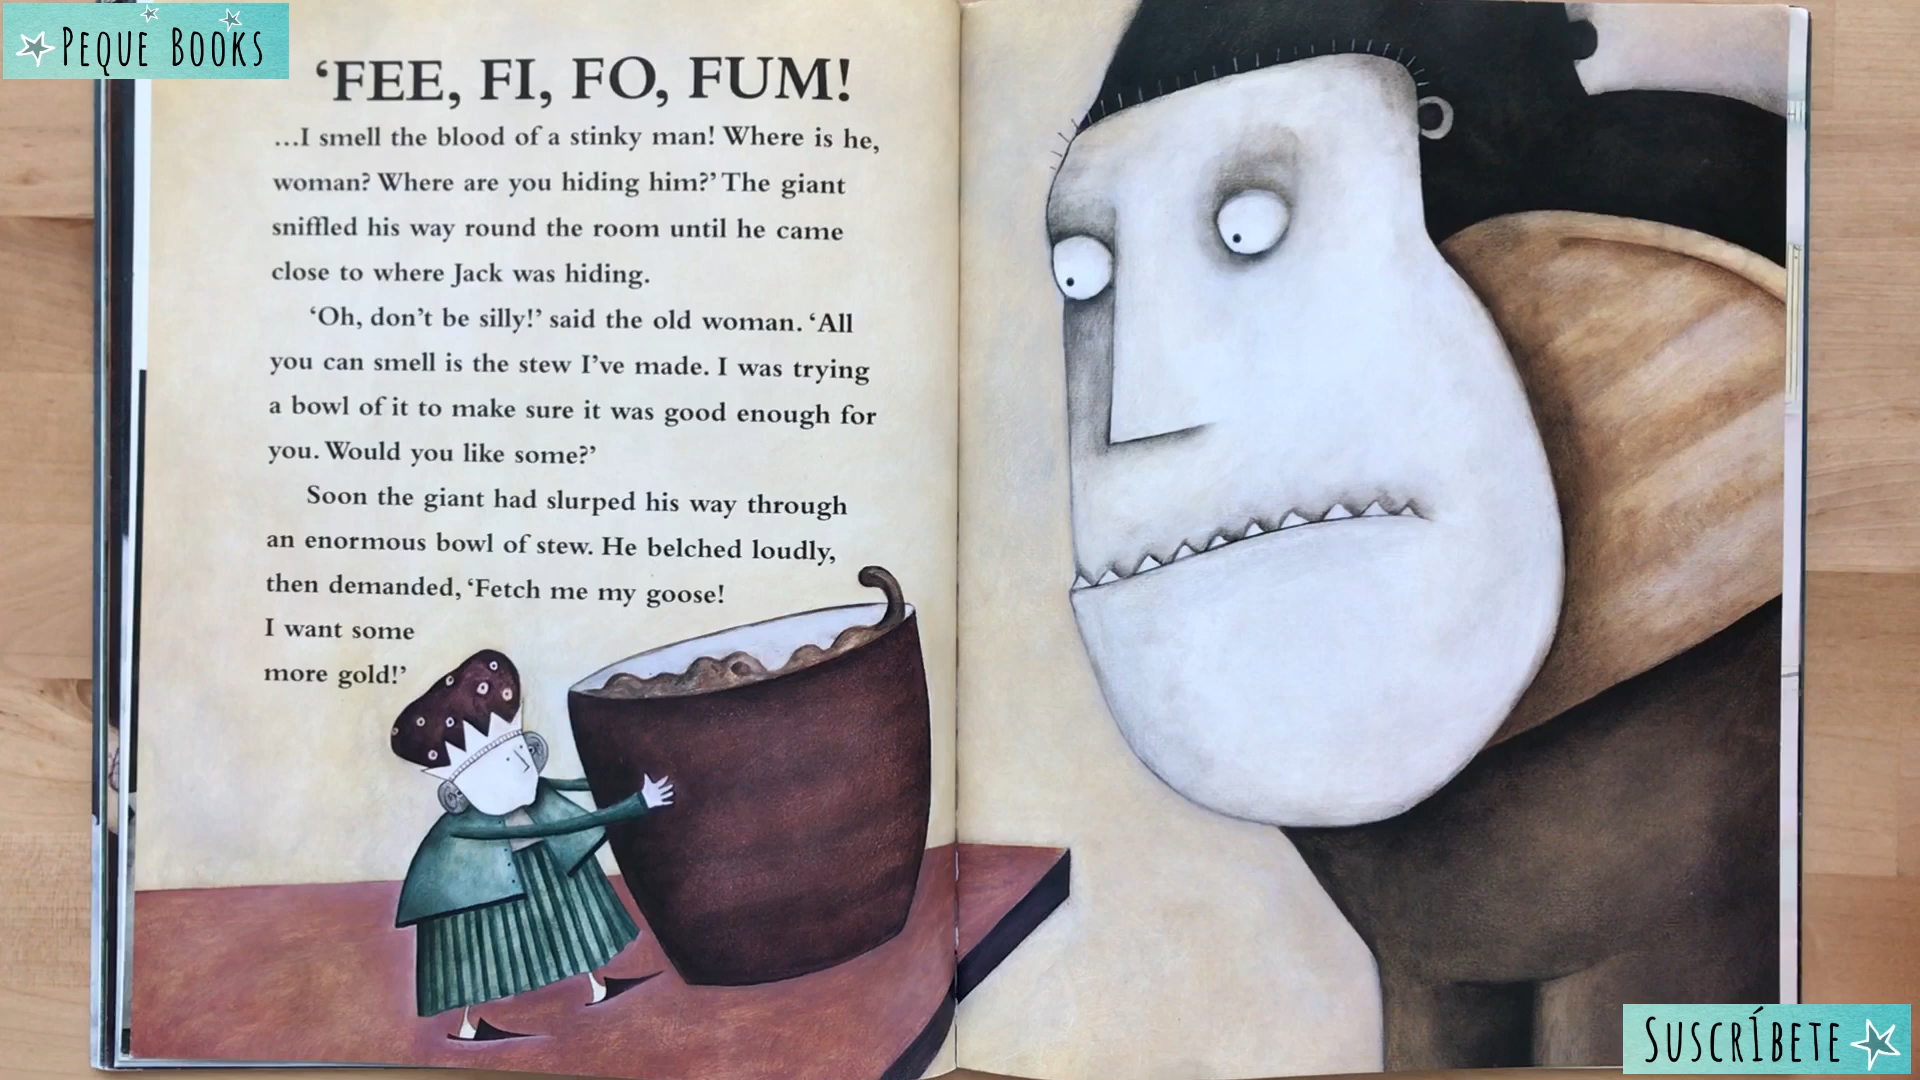 PEQUE BOOKS
‘FEE, FI, FO, FUM!
...I smell the blood of a stinky man! Where is he,
woman? Where are you hiding him?’ The giant
sniffled his way round the room until he came
close to where Jack was hiding.
‘Oh, don’t be silly!’ said the old woman. ‘All
you can smell is the stew I’ve made. I was trying
a bowl of it to make sure it was good enough for
you. Would you like some?’
Soon the giant had slurped his way through
an enormous bowl of stew. He belched loudly,
then demanded, ‘Fetch me my goose!
I want some
more gold!’
SUSCRÍBETE